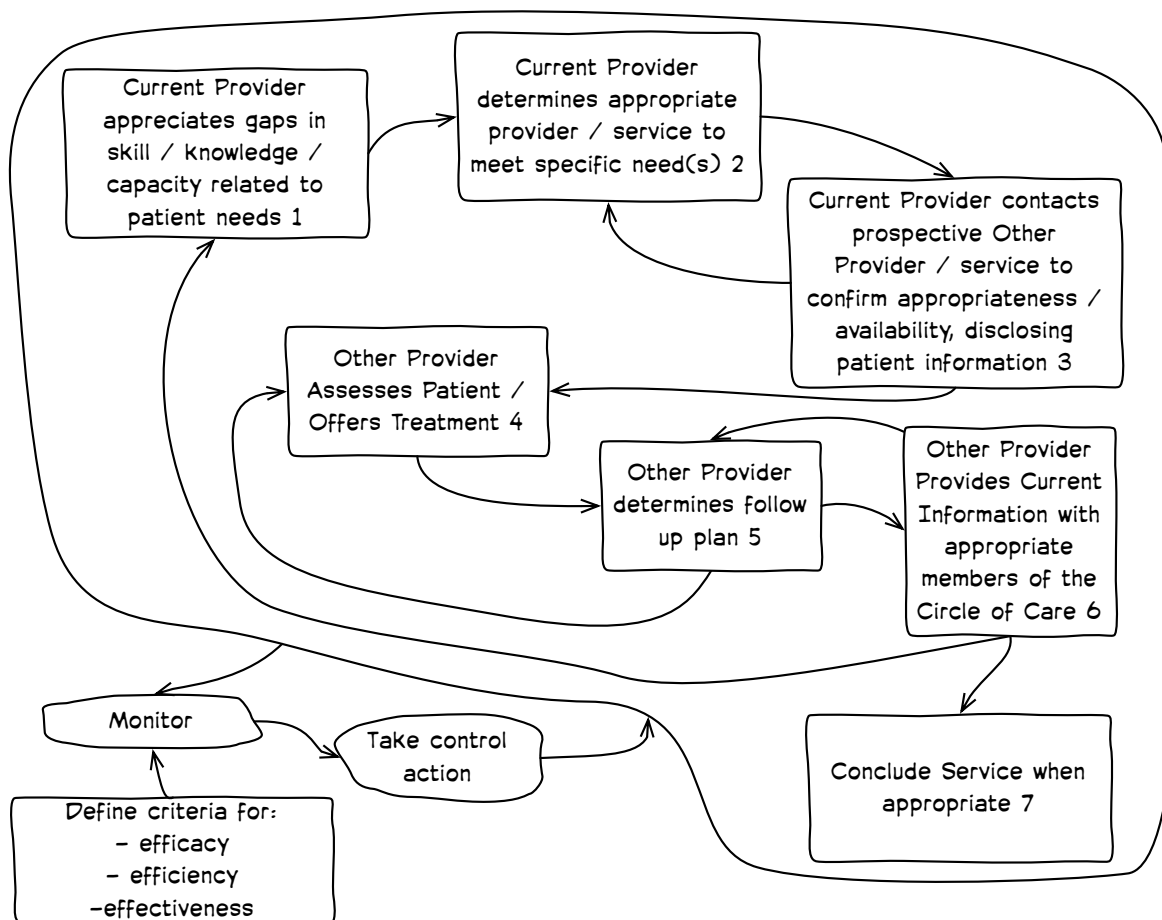 Current Provider
appreciates gaps in
skill / knowledge /
capacity related to
patient needs 1
Current Provider
determines appropriate
provider / service to
meet specific need(s) 2
Current Provider contacts
prospective Other
Provider / service to
confirm appropriateness /
availability, disclosing
patient information 3
Other Provider
Assesses Patient /
Offers Treatment 4
Other Provider
determines follow
up plan 5
Other Provider
Provides Current
Information with
appropriate
members of the
Circle of Care 6
Monitor
Take control
action
Conclude Service when
appropriate 7
Define criteria for:
- efficacy
- efficiency
-effectiveness